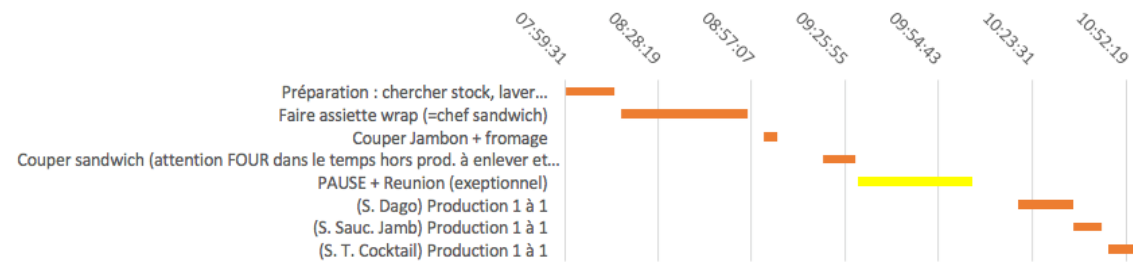 07:59:31
08:28:19
08:57:07
09:25:55
09:54:43
10:23:31
10:52:19
Préparation : chercher stock, laver...
Faire assiette wrap (=chef sandwich)
Couper Jambon + fromage
Couper sandwich (attention FOUR dans le temps hors prod. à enlever et...
PAUSE + Reunion (exeptionnel)
(S. Dago) Production 1 à 1
(S. Sauc. Jamb) Production 1 à 1
(S. T. Cocktail) Production 1 à 1